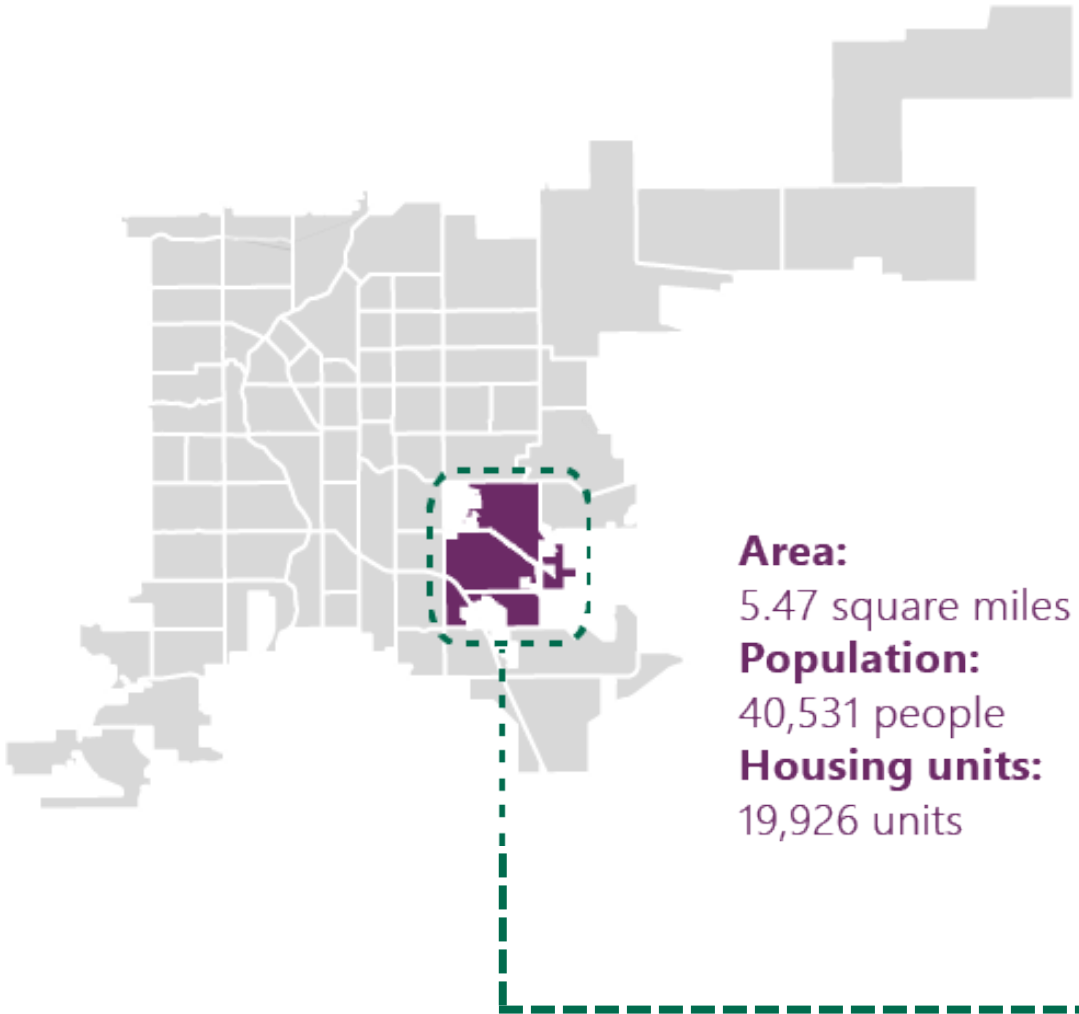 Area:
5.47 square miles
Population:
40,531 people
Housing units:
19,926 units